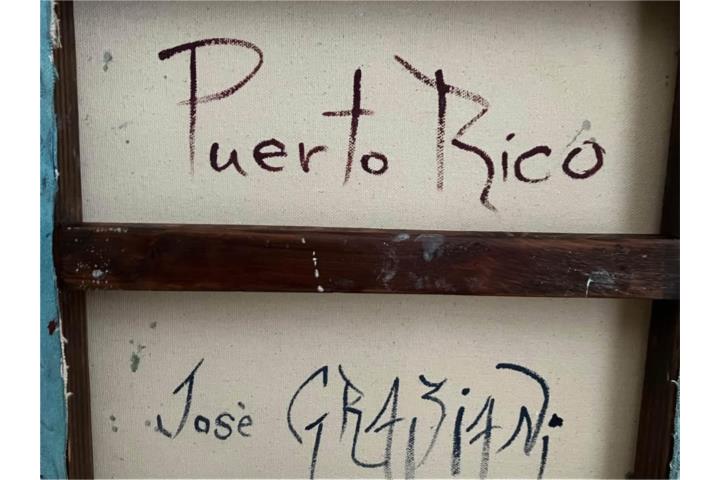 Puerto Rico
Josè GRAZiANi